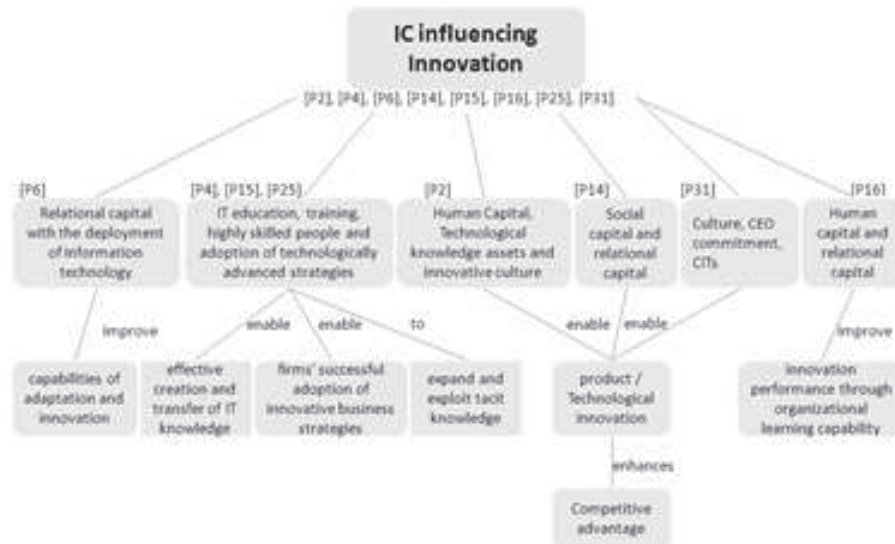 IC influencing
Innovation
[P2], [P4], [P6], [P14], [P15], [P16], [P25], [P31]
[P6]
Relational capital
with the deployment
of information
technology
[P4], [P15], [P25]
IT education, training,
highly skilled people and
adoption of technologically
advanced strategies
[P2]
Human Capital,
Technological
knowledge assets and
innovative culture
[P14]
Social
capital and
relational
capital
[P31]
Culture, CEO
commitment,
CITs
[P16]
Human
capital and
relational
capital
improve
enable
enable
to
enable
enable
improve
capabilities of
adaptation and
innovation
effective
creation and
transfer of IT
knowledge
firms' successful
adoption of
innovative business
strategies
expand and
exploit tacit
knowledge
product /
Technological
innovation
innovation
performance through
organizational
learning capability
enhances
Competitive
advantage